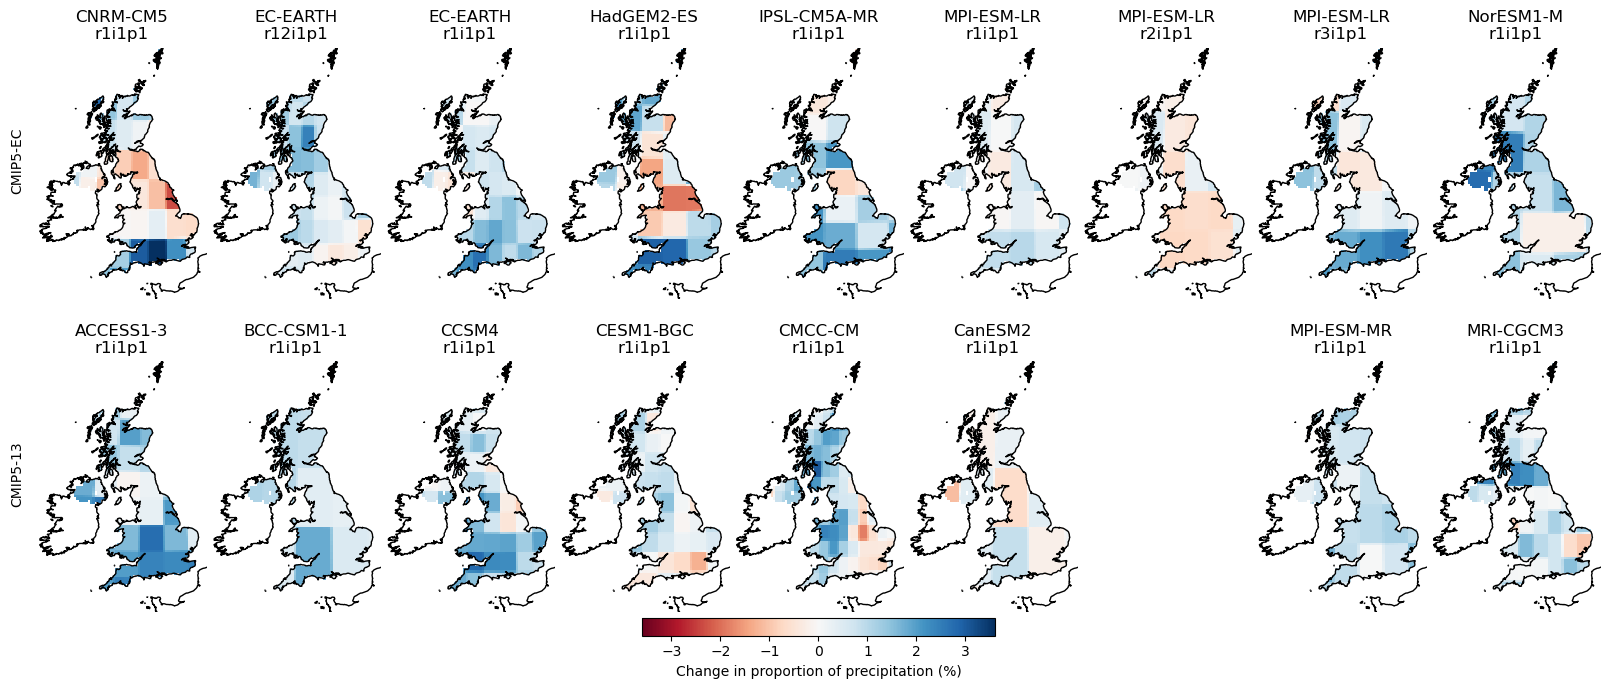 CNRM-CM5 EC-EARTH EC-EARTH HadGEM2-ES IPSL-CM5A-MR MPI-ESM-LR MPI-ESM-LR MPI-ESM-LR NorESM1-M
r1i1p1 r12i1p1 r1i1p1 r1i1p1 r1i1p1 r1i1p1 r2i1p1 r3i1p1 r1i1p1
CMIP5-EC
ACCESS1-3 BCC-CSM1-1 CCSM4 CESM1-BGC CMCC-CM CanESM2 MPI-ESM-MR MRI-CGCM3
r1i1p1 r1i1p1 r1i1p1 r1i1p1 r1i1p1 r1i1p1 r1i1p1 r1i1p1
CMIP5-13
−3 −2 −1 0 1 2 3
Change in proportion of precipitation (%)